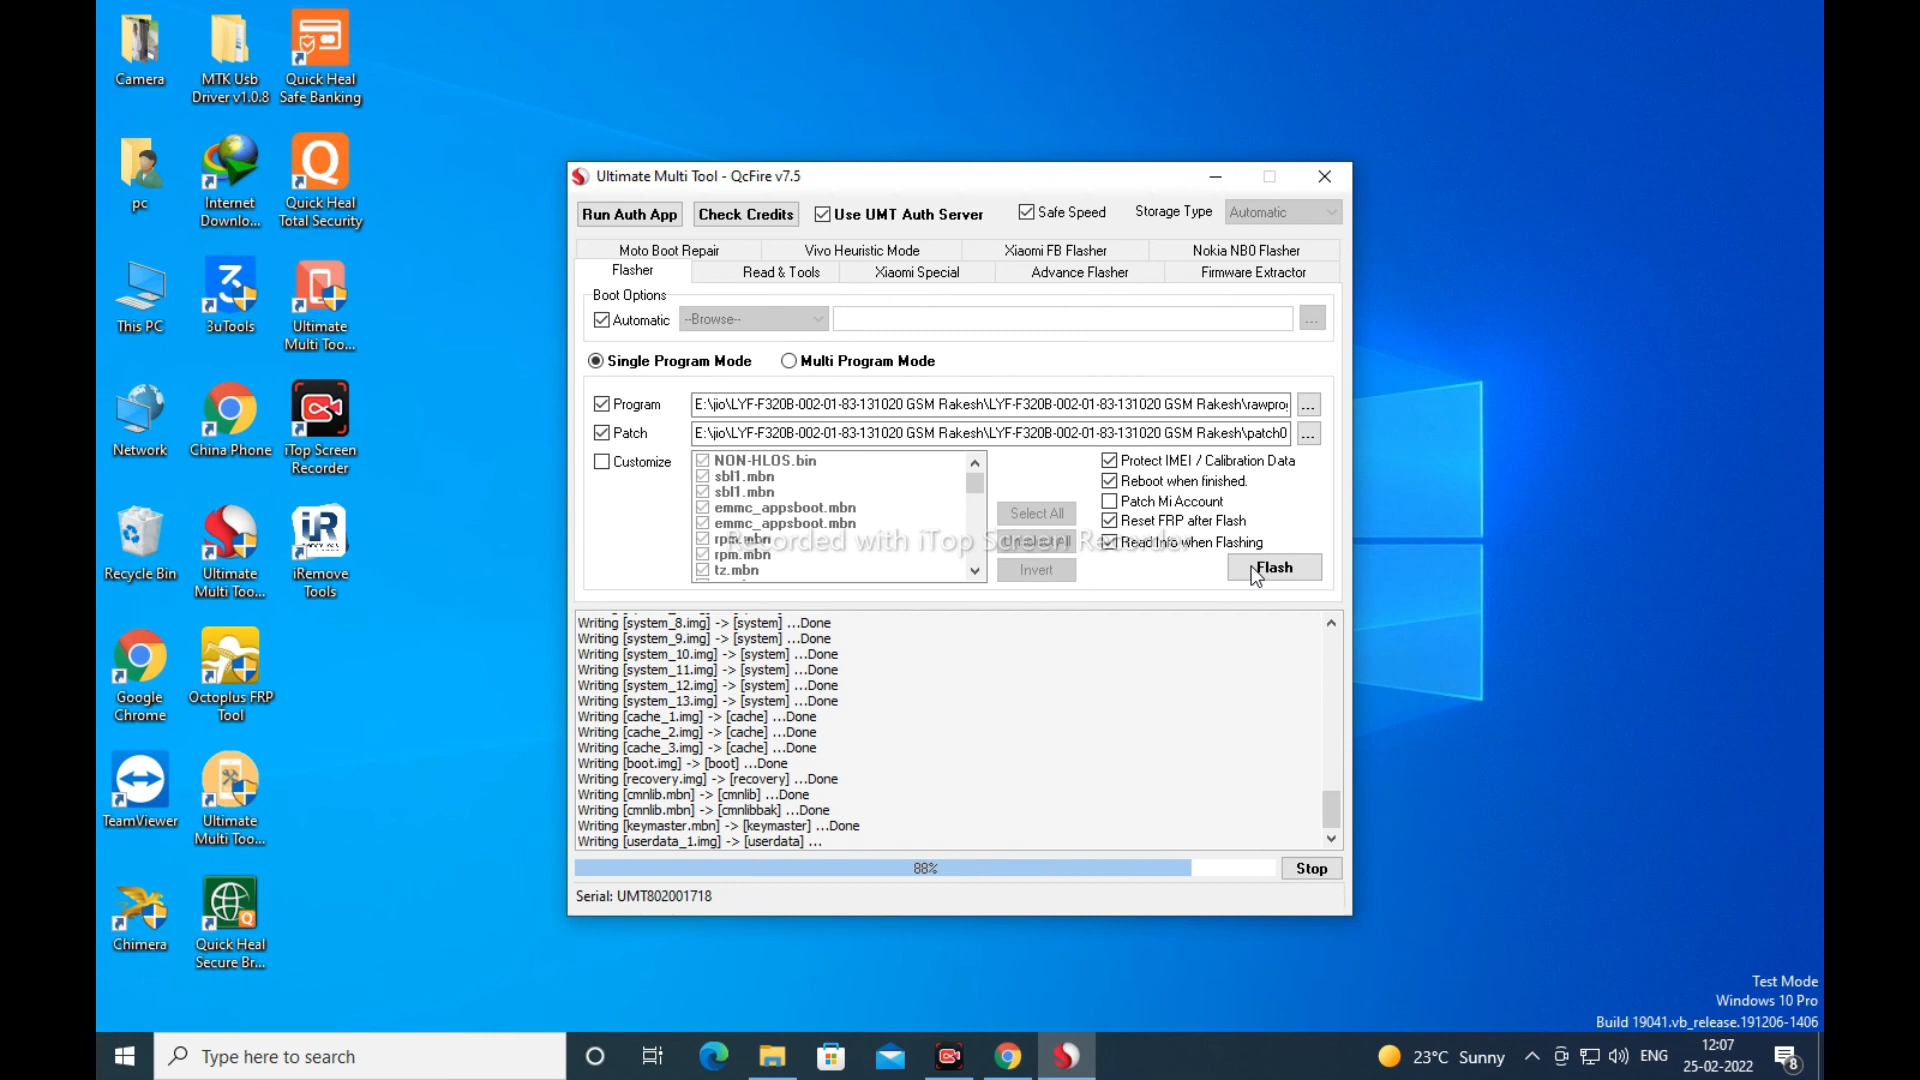 Camera
MTK Usb
Driver v1.0.8
Quick Heal
Safe Banking
pc
Internet
Downlo...
Quick Heal
Total Security
This PC
3uTools
Ultimate
Multi Too...
Network
China Phone
iTop Screen
Recorder
Recycle Bin
Ultimate
Multi Too...
iR
iRemove
Tools
Google
Chrome
Octoplus FRP
Tool
TeamViewer
Ultimate
Multi Too...
Chimera
Quick Heal
Secure Br...
Ultimate Multi Tool - QcFire v7.5
Run Auth App
Check Credits
Use UMT Auth Server
Safe Speed
Storage Type
Automatic
Moto Boot Repair
Vivo Heuristic Mode
Xiaomi FB Flasher
Nokia NB0 Flasher
Flasher
Read & Tools
Xiaomi Special
Advance Flasher
Firmware Extractor
Boot Options
Automatic
--Browse--
...
Single Program Mode
Multi Program Mode
Program
E:\jio\LYF-F320B-002-01-83-131020 GSM Rakesh\LYF-F320B-002-01-83-131020 GSM Rakesh\rawpro
...
Patch
E:\jio\LYF-F320B-002-01-83-131020 GSM Rakesh\LYF-F320B-002-01-83-131020 GSM Rakesh\patch0
...
Customize
NON-HLOS.bin
sbl1.mbn
sbl1.mbn
emmc_appsboot.mbn
emmc_appsboot.mbn
rpm.mbn
rpm.mbn
tz.mbn
Select All
Invert
Protect IMEI / Calibration Data
Reboot when finished.
Patch Mi Account
Reset FRP after Flash
Read Info when Flashing
Recorded with iTop Screen Recorder
Flash
Writing [system_8.img] -> [system] ...Done
Writing [system_9.img] -> [system] ...Done
Writing [system_10.img] -> [system] ...Done
Writing [system_11.img] -> [system] ...Done
Writing [system_12.img] -> [system] ...Done
Writing [system_13.img] -> [system] ...Done
Writing [cache_1.img] -> [cache] ...Done
Writing [cache_2.img] -> [cache] ...Done
Writing [cache_3.img] -> [cache] ...Done
Writing [boot.img] -> [boot] ...Done
Writing [recovery.img] -> [recovery] ...Done
Writing [cmnlib.mbn] -> [cmnlib] ...Done
Writing [cmnlib.mbn] -> [cmnlibbak] ...Done
Writing [keymaster.mbn] -> [keymaster] ...Done
Writing [userdata_1.img] -> [userdata] ...
88%
Stop
Serial: UMT802001718
Test Mode
Windows 10 Pro
Build 19041.vb_release.191206-1406
Type here to search
23°C Sunny
ENG
12:07
25-02-2022
8